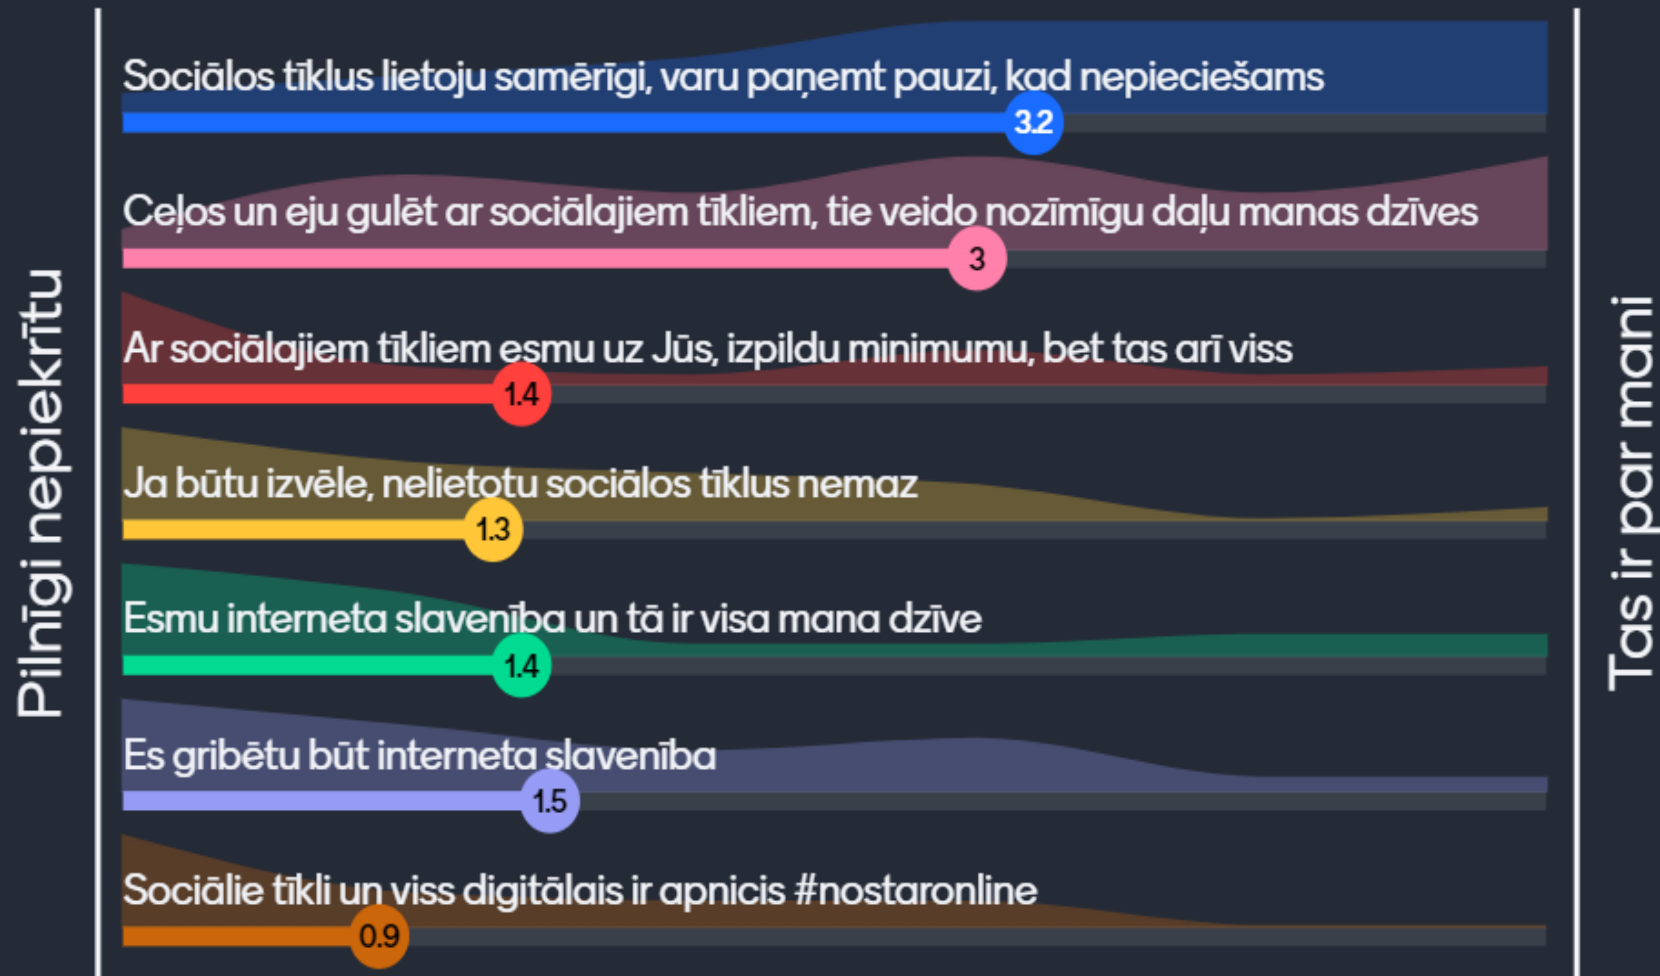 Pilnīgi nepiekrītu
Sociālos tīklus lietoju samērīgi, varu paņemt pauzi, kad nepieciešams
3.2
Ceļos un eju gulēt ar sociālajiem tīkliem, tie veido nozīmīgu daļu manas dzīves
3
Ar sociālajiem tīkliem esmu uz Jūs, izpildu minimumu, bet tas arī viss
1.4
Ja būtu izvēle, nelietotu sociālos tīklus nemaz
1.3
Esmu interneta slavenība un tā ir visa mana dzīve
1.4
Es gribētu būt interneta slavenība
1.5
Sociālie tīkli un viss digitālais ir apnicis #nostaronline
0.9
Tas ir par mani